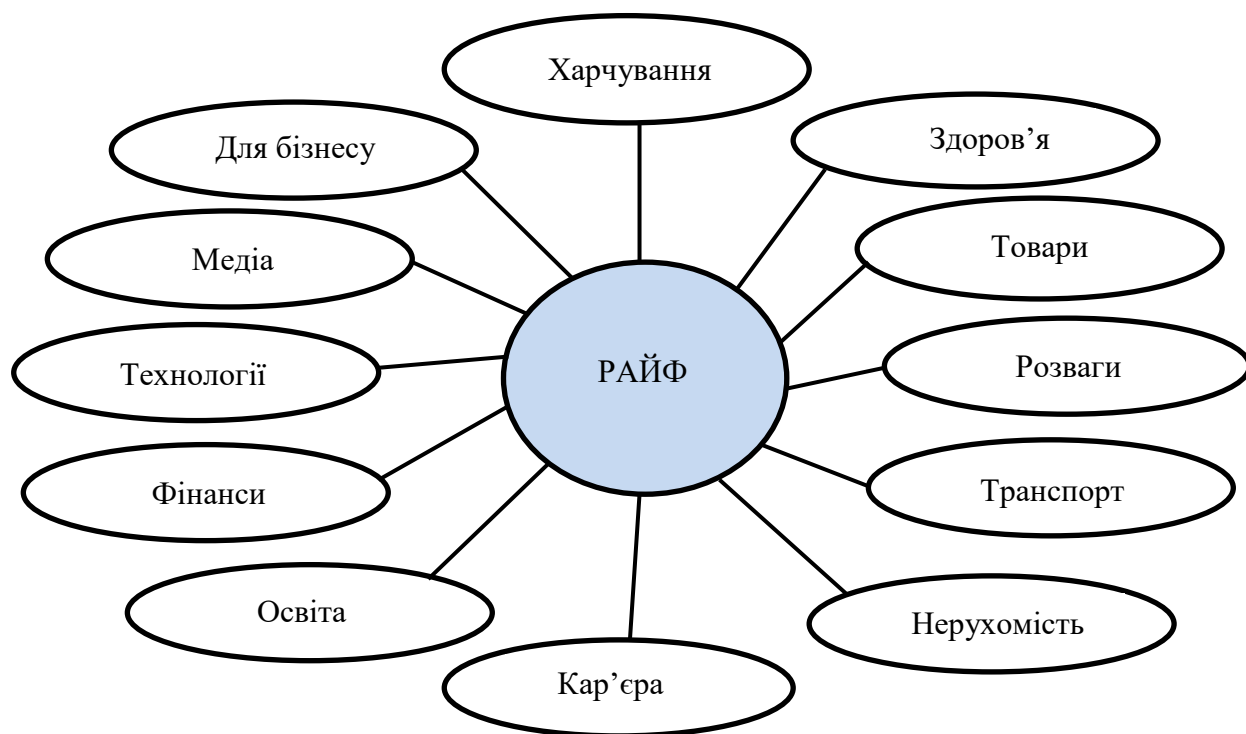 Харчування
Для бізнесу
Здоров’я
Медіа
Товари
Технології
РАЙФ
Розваги
Фінанси
Транспорт
Освіта
Нерухомість
Кар’єра